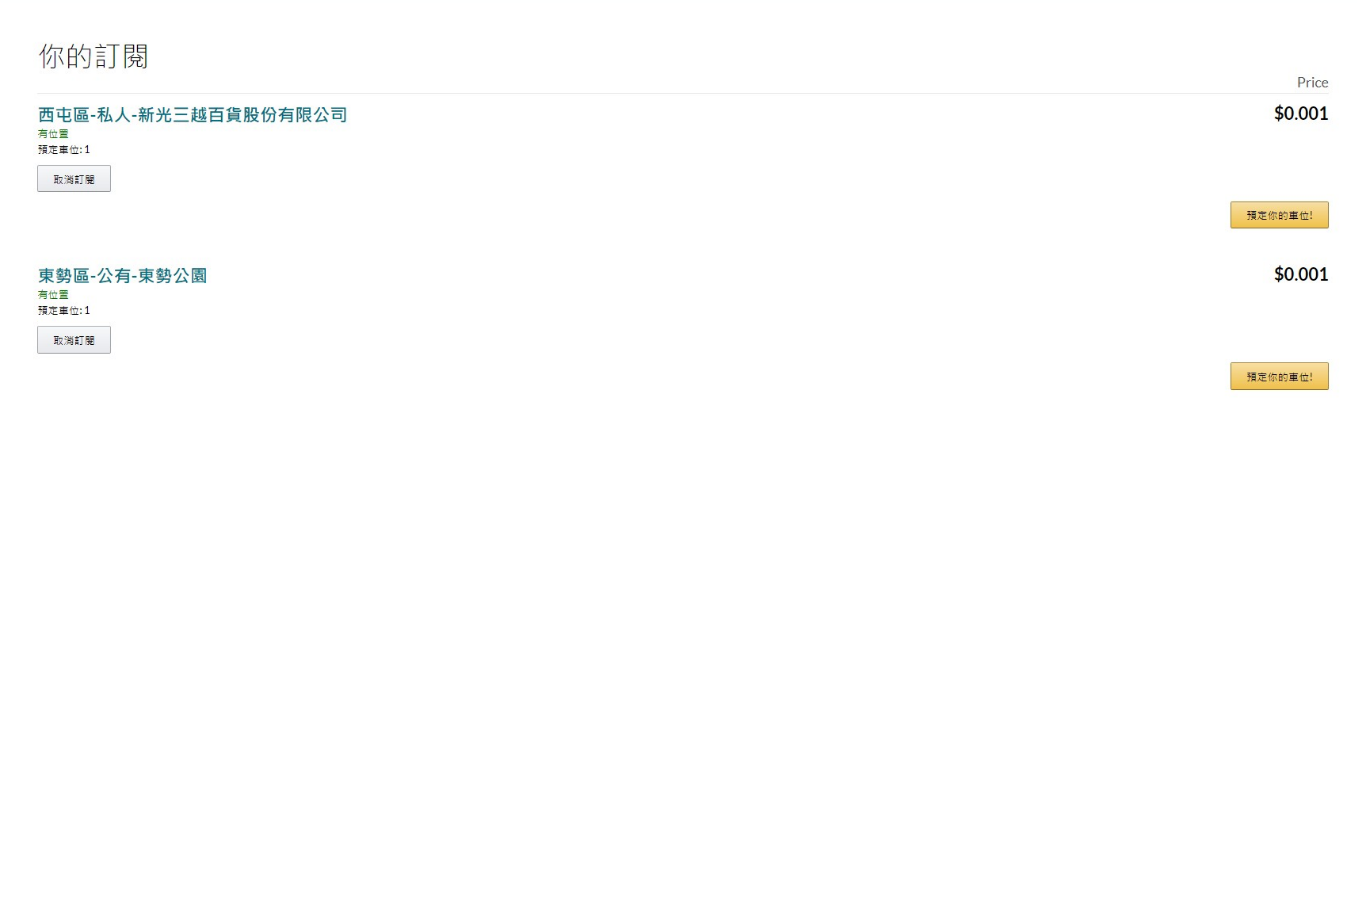 你的訂閱
Price
西屯區-私人-新光三越百貨股份有限公司
$0.001
有位置
預定車位: 1
取消訂閱
預定你的車位!
東勢區-公有-東勢公園
$0.001
有位置
預定車位: 1
取消訂閱
預定你的車位!